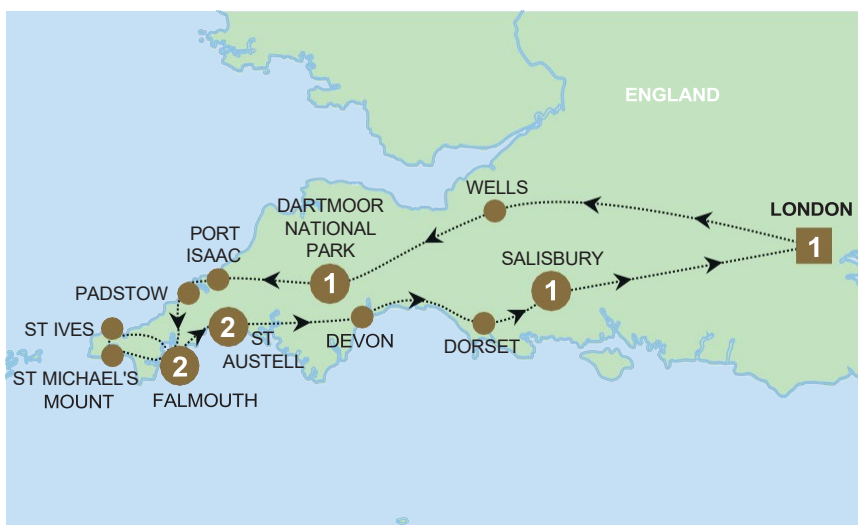 ENGLAND
WELLS
DARTMOOR
NATIONAL
PARK
LONDON
1
PORT
ISAAC
SALISBURY
1
1
PADSTOW
ST IVES
2
ST
AUSTELL
DEVON
DORSET
2
ST MICHAEL'S
MOUNT
FALMOUTH